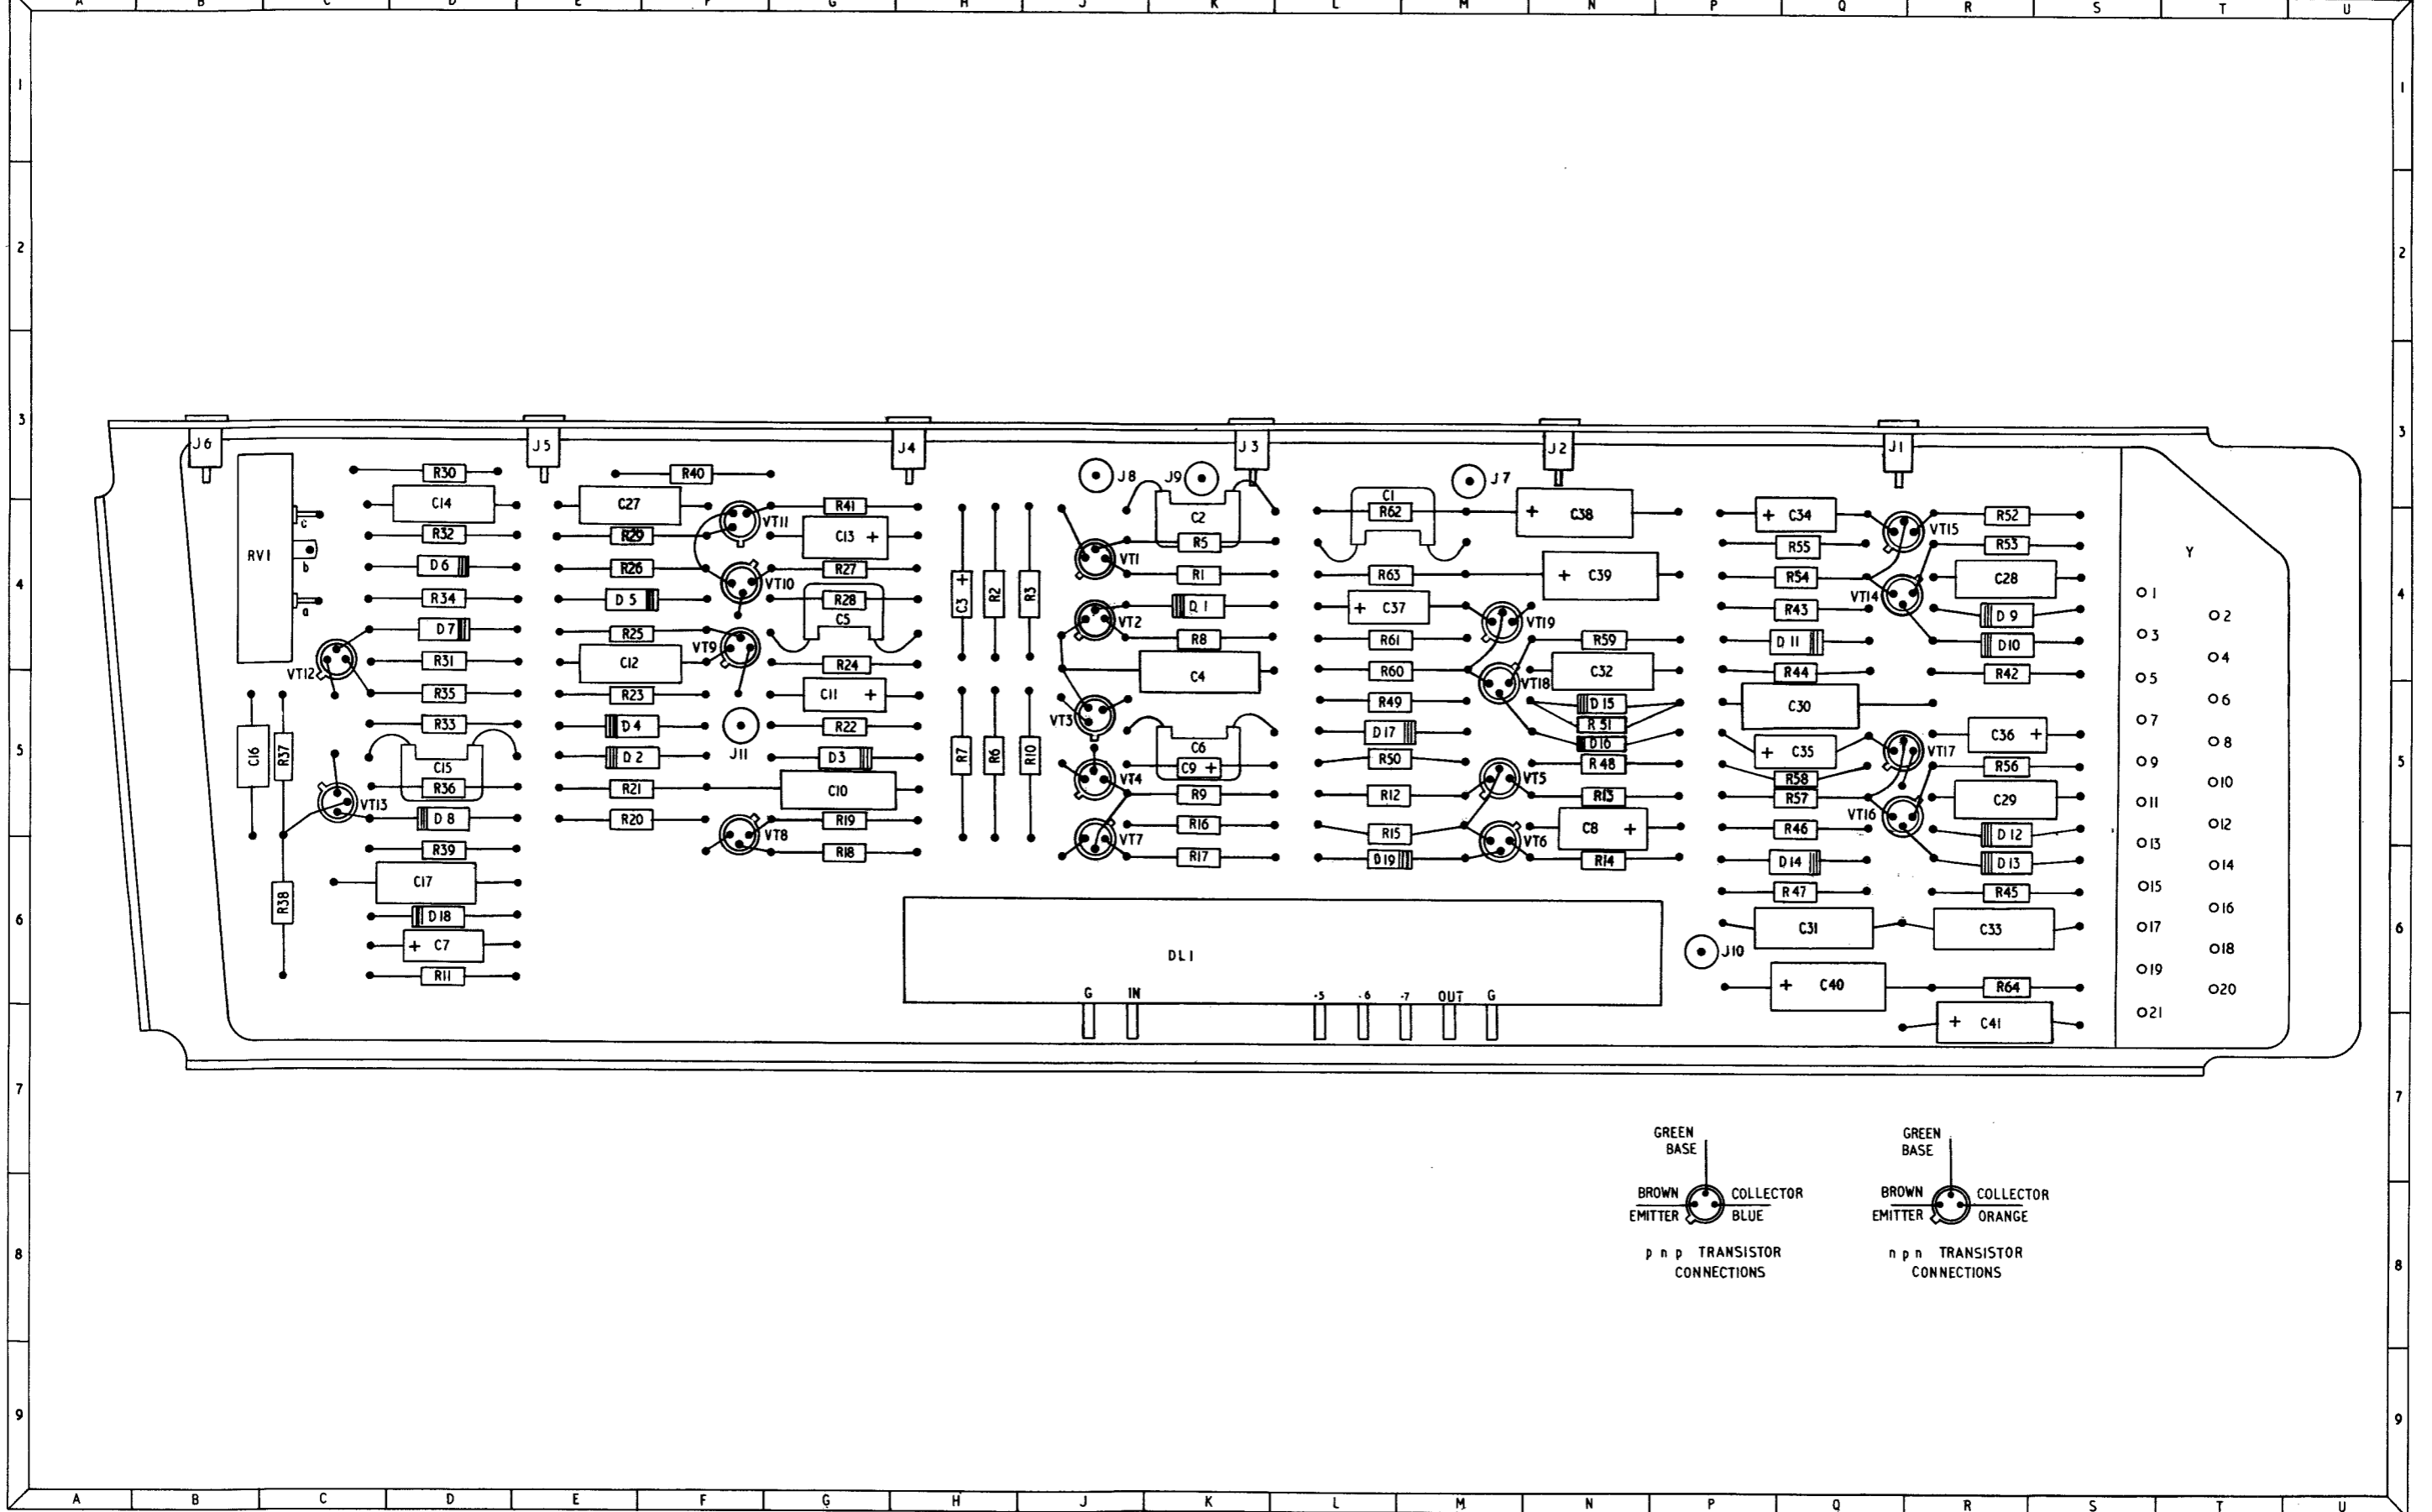 A B C D E F G H J K L M N P Q R S T U
1 1
2 2
3 3
J6 J5 J4 J3 J2 J1
R30 R40 J8 J9 J7
C14 C27 R41 C2 C1 R62 + C38 + C34 R52
c VT11
R32 R29 C13 + R5 R55 VT15 R53
RV1 b Y
D6 R26 VT10 R27 VT1 R1 R63 + C39 R54 C28
a
4 4
R34 D5 R28 C3 + R2 R3 D1 + C37 R43 VT14 D9 O1
C5 VT2 VT19 O2
D7 R25 VT9 R8 R61 R59 D11 D10 O3
R31 C12 R24 C4 R60 C32 R44 R42 O4
VT12 VT18 O5
R35 R23 C11 + R49 D15 C30 O6
R33 D4 R22 VT3 R51 O7
C16 R37 J11 R7 R6 R10 C6 D17 D16 + C35 VT17 C36 + O8
5 5
C15 D2 D3 C9 + R50 R48 R58 R56 O9
R36 R21 C10 VT4 R9 R12 VT5 R13 R57 C29 O10
VT13 O11
D8 R20 VT8 R19 R16 R15 C8 + R46 VT16 D12 O12
R39 R18 VT7 R17 D19 VT6 R14 D14 D13 O13
C17 O14
R38 R47 R45 O15
6 6
D18 C31 C33 O16
+ C7 DL1 J10 O17
R11 O18
O19
G IN ·5 ·6 ·7 OUT G + C40 R64 O20
+ C41 O21
7 7
GREEN BASE
BROWN EMITTER
COLLECTOR BLUE
p n p TRANSISTOR
CONNECTIONS
GREEN BASE
BROWN EMITTER
COLLECTOR ORANGE
n p n TRANSISTOR
CONNECTIONS
8 8
9 9
A B C D E F G H J K L M N P Q R S T U